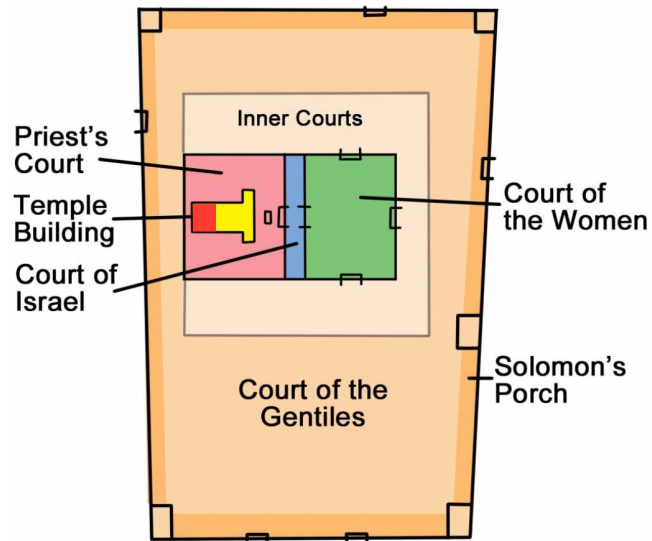 Inner Courts
Priest's
Court
Temple
Building
Court of
Israel
Court of
the Women
Solomon's
Porch
Court of the
Gentiles